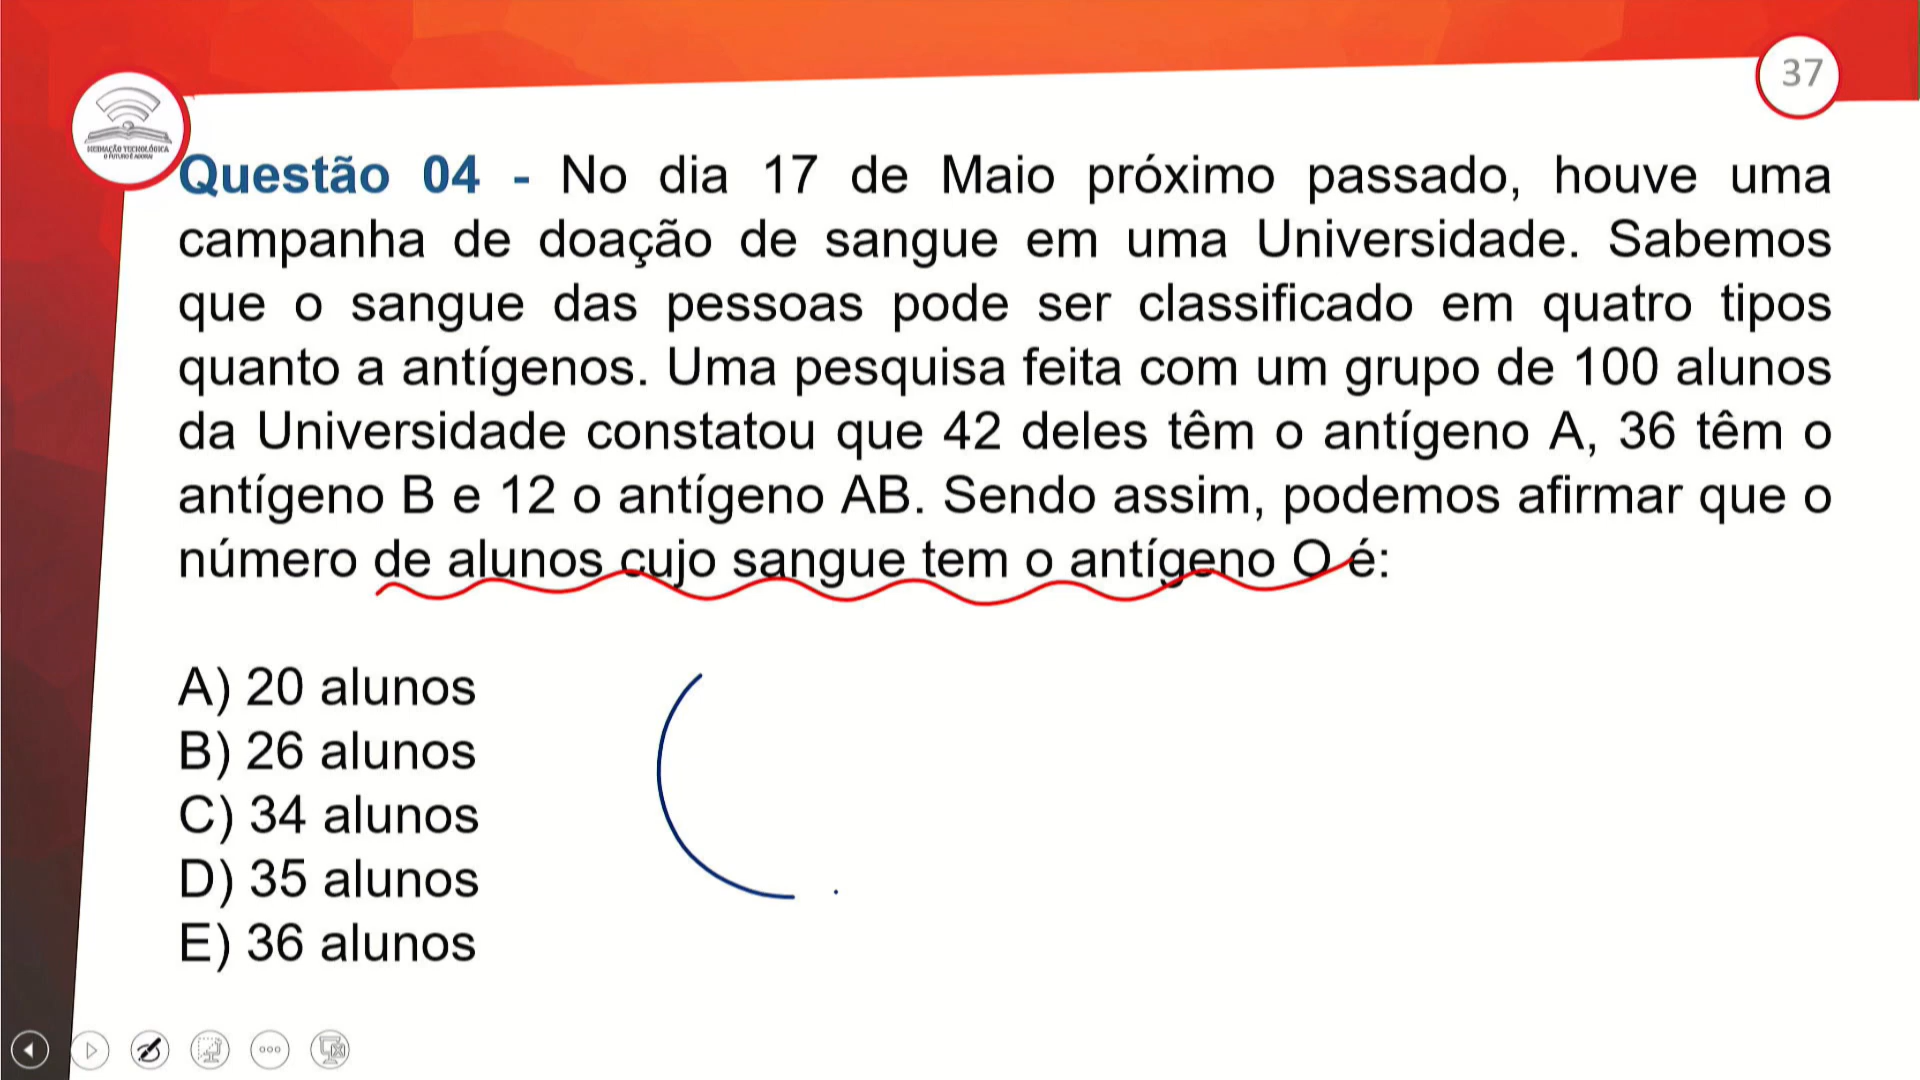 37
MEDIAÇÃO TECNOLÓGICA
O FUTURO É AGORA!
Questão 04 - No dia 17 de Maio próximo passado, houve uma
campanha de doação de sangue em uma Universidade. Sabemos
que o sangue das pessoas pode ser classificado em quatro tipos
quanto a antígenos. Uma pesquisa feita com um grupo de 100 alunos
da Universidade constatou que 42 deles têm o antígeno A, 36 têm o
antígeno B e 12 o antígeno AB. Sendo assim, podemos afirmar que o
número de alunos cujo sangue tem o antígeno O é:
A) 20 alunos
B) 26 alunos
C) 34 alunos
D) 35 alunos
E) 36 alunos